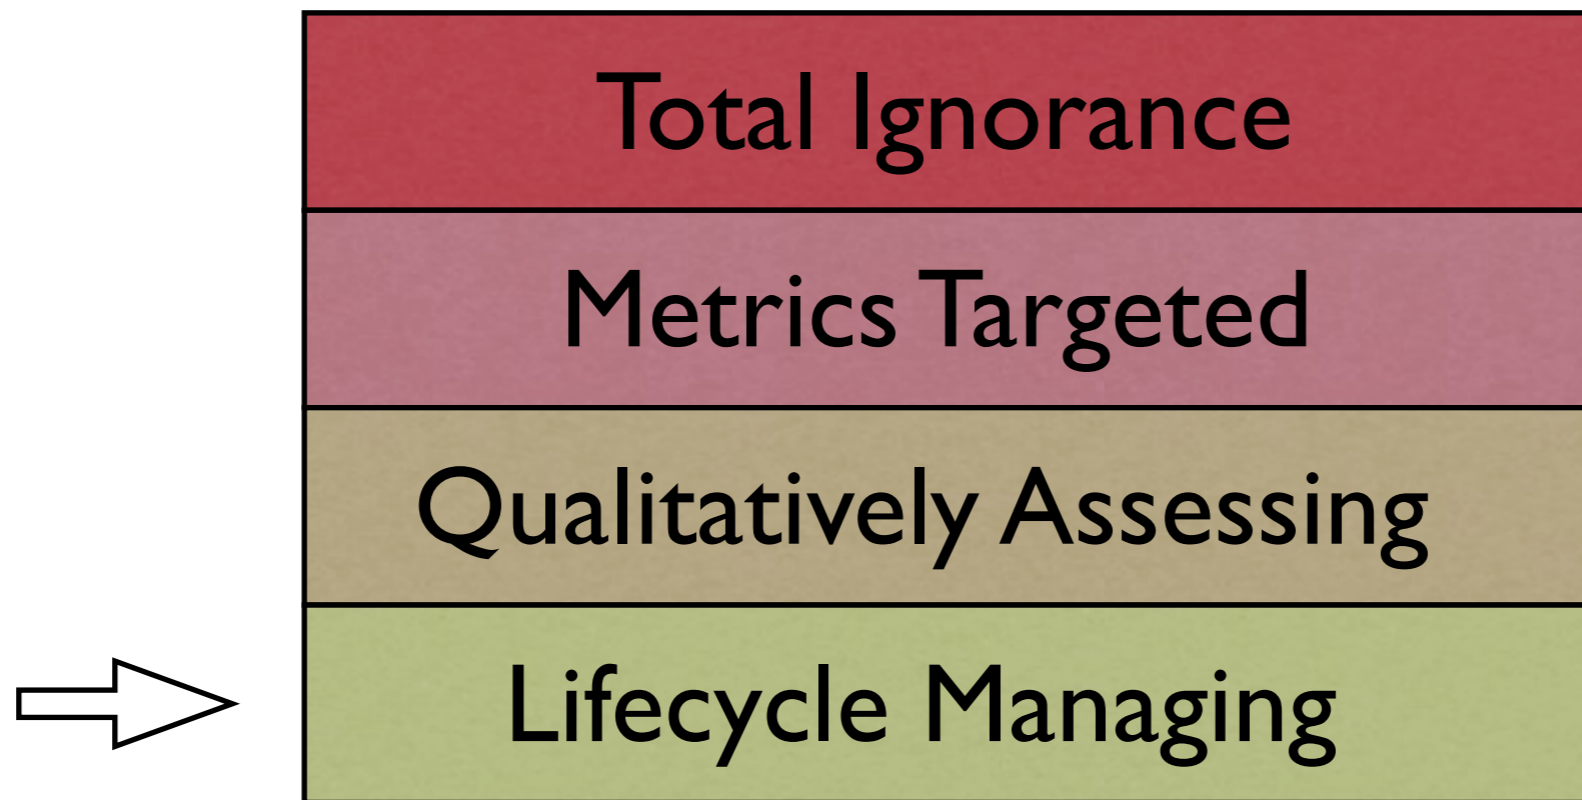 Total Ignorance
Metrics Targeted
Qualitatively Assessing
Lifecycle Managing